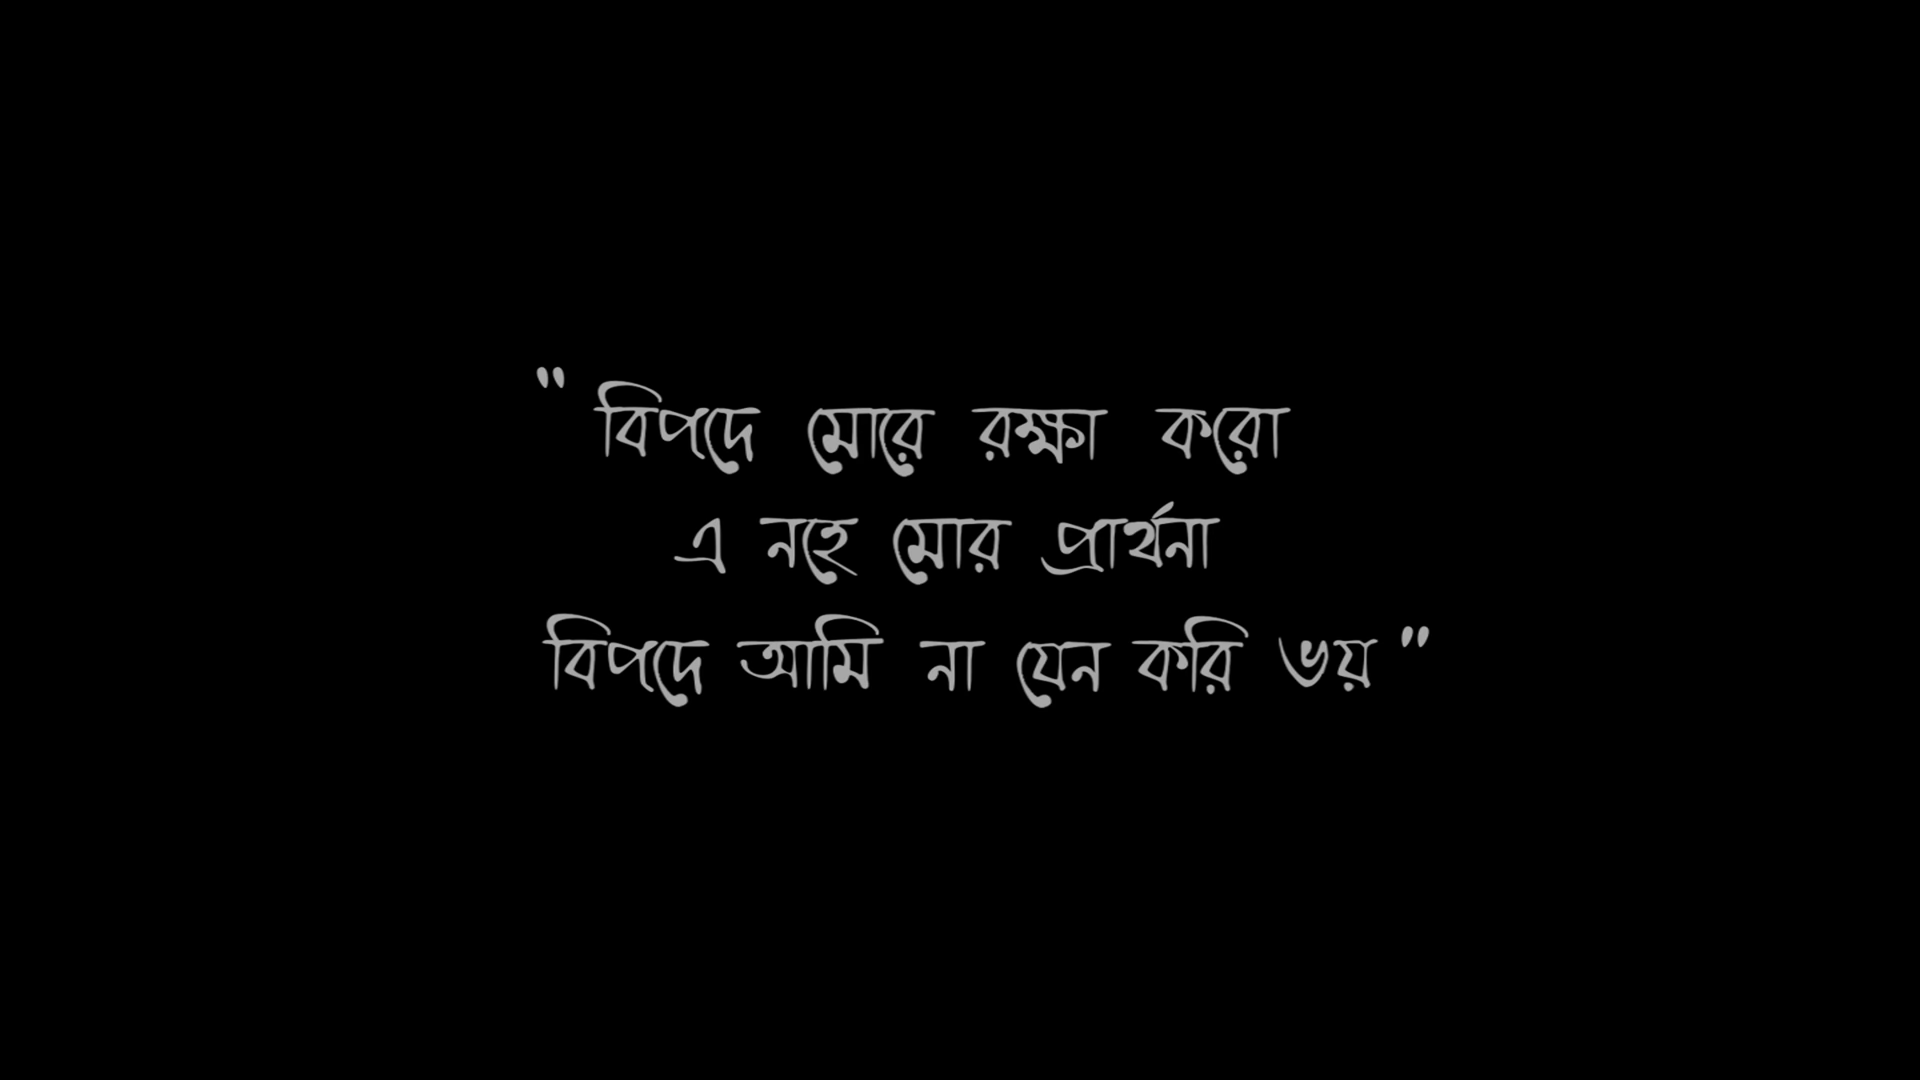 " বিপদে মোরে রক্ষা করো
এ নহে মোর প্রার্থনা
বিপদে আমি না যেন করি ভয় "